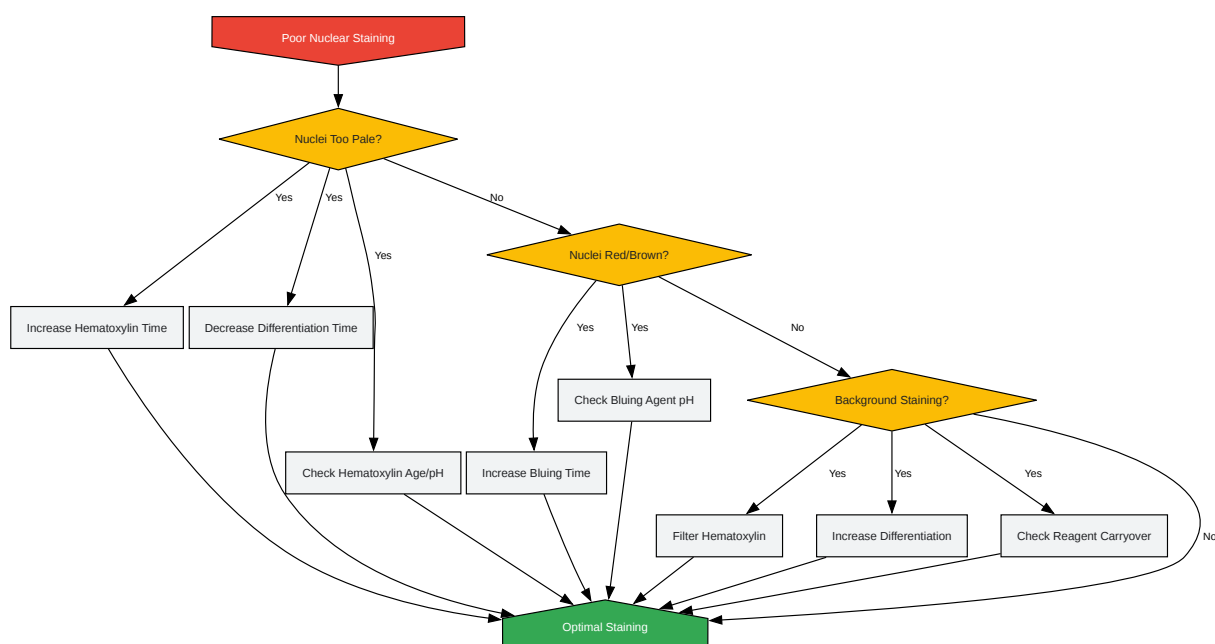 Poor Nuclear Staining
Nuclei Too Pale?
Yes
Yes
No
Yes
Nuclei Red/Brown?
Increase Hematoxylin Time
Decrease Differentiation Time
Yes
Yes
No
Check Bluing Agent pH
Background Staining?
Check Hematoxylin Age/pH
Increase Bluing Time
Yes
Yes
Yes
Filter Hematoxylin
Increase Differentiation
Check Reagent Carryover
No
Optimal Staining